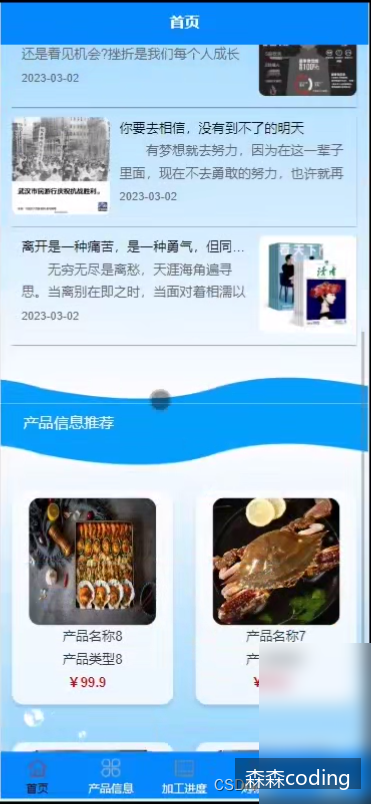 首页
还是看见机会?挫折是我们每个人成长
2023-03-02
你要去相信，没有到不了的明天
有梦想就去努力，因为在这一辈子
里面，现在不去勇敢的努力，也许就再
2023-03-02
武汉市民游行庆祝抗战胜利。
离开是一种痛苦，是一种勇气，但同…
无穷无尽是离愁，天涯海角遍寻
思。当离别在即之时，当面对着相濡以
2023-03-02
读者
产品信息推荐
产品名称8
产品类型8
￥99.9
产品名称7
首页
产品信息
加工进度
森森coding